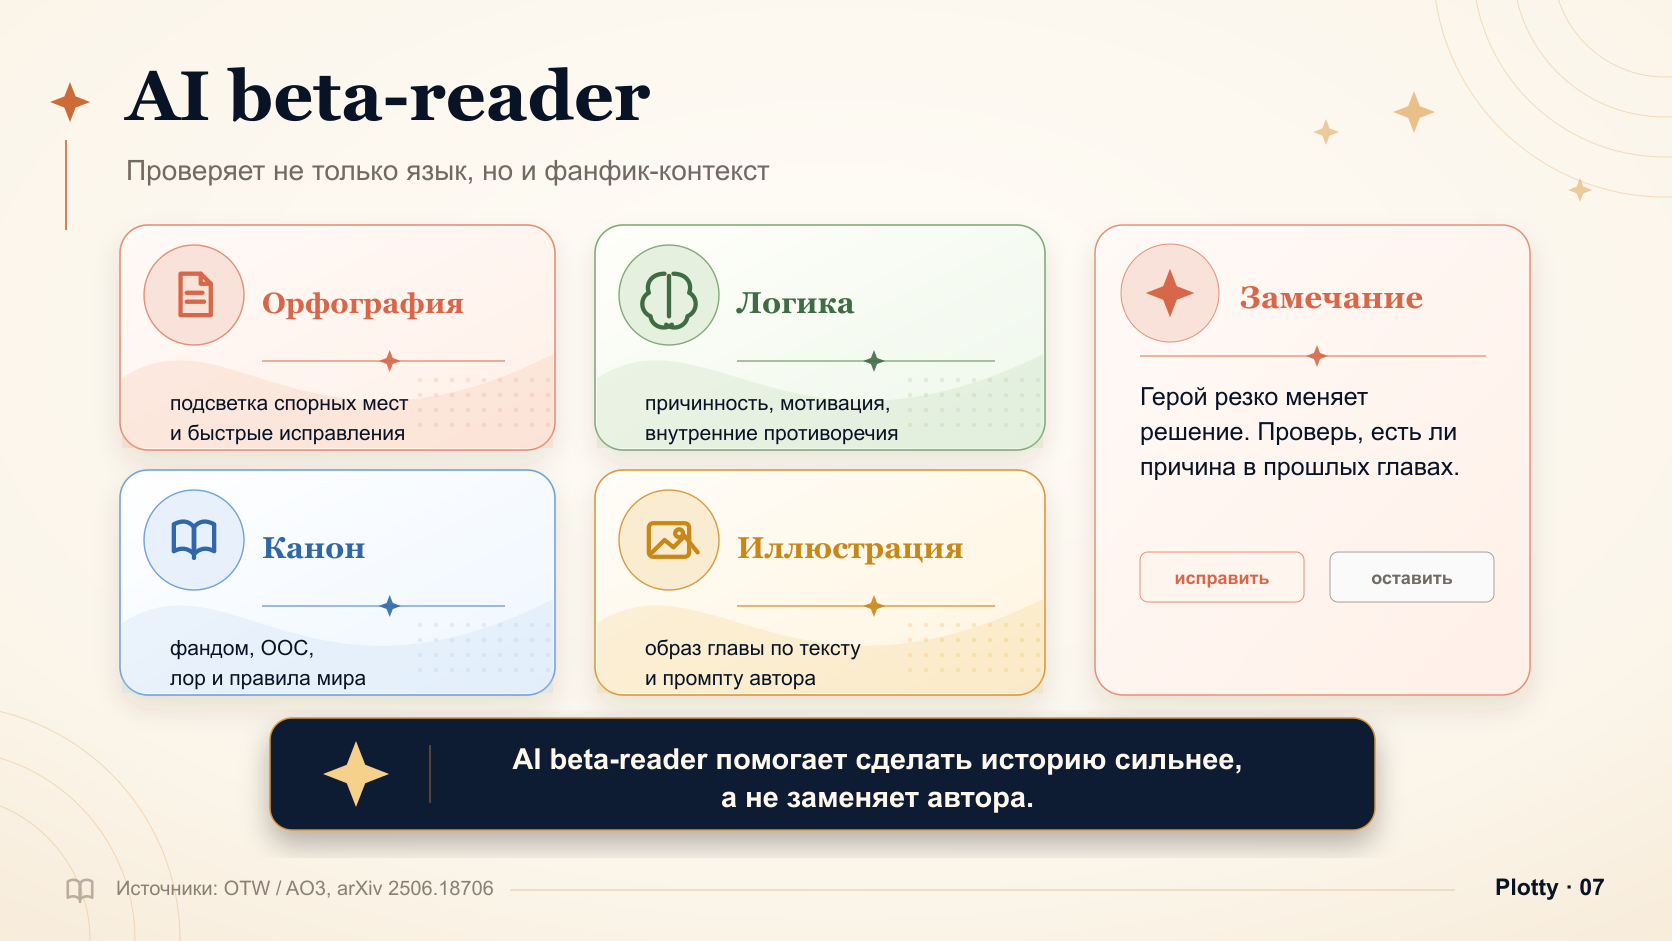 AI beta-reader
Проверяет не только язык, но и фанфик-контекст
Орфография
подсветка спорных мест
и быстрые исправления
Логика
причинность, мотивация,
внутренние противоречия
Канон
фандом, ООС,
лор и правила мира
Иллюстрация
образ главы по тексту
и промпту автора
Замечание
Герой резко меняет
решение. Проверь, есть ли
причина в прошлых главах.
исправить
оставить
AI beta-reader помогает сделать историю сильнее,
а не заменяет автора.
Источники: OTW / AO3, arXiv 2506.18706
Plotty · 07